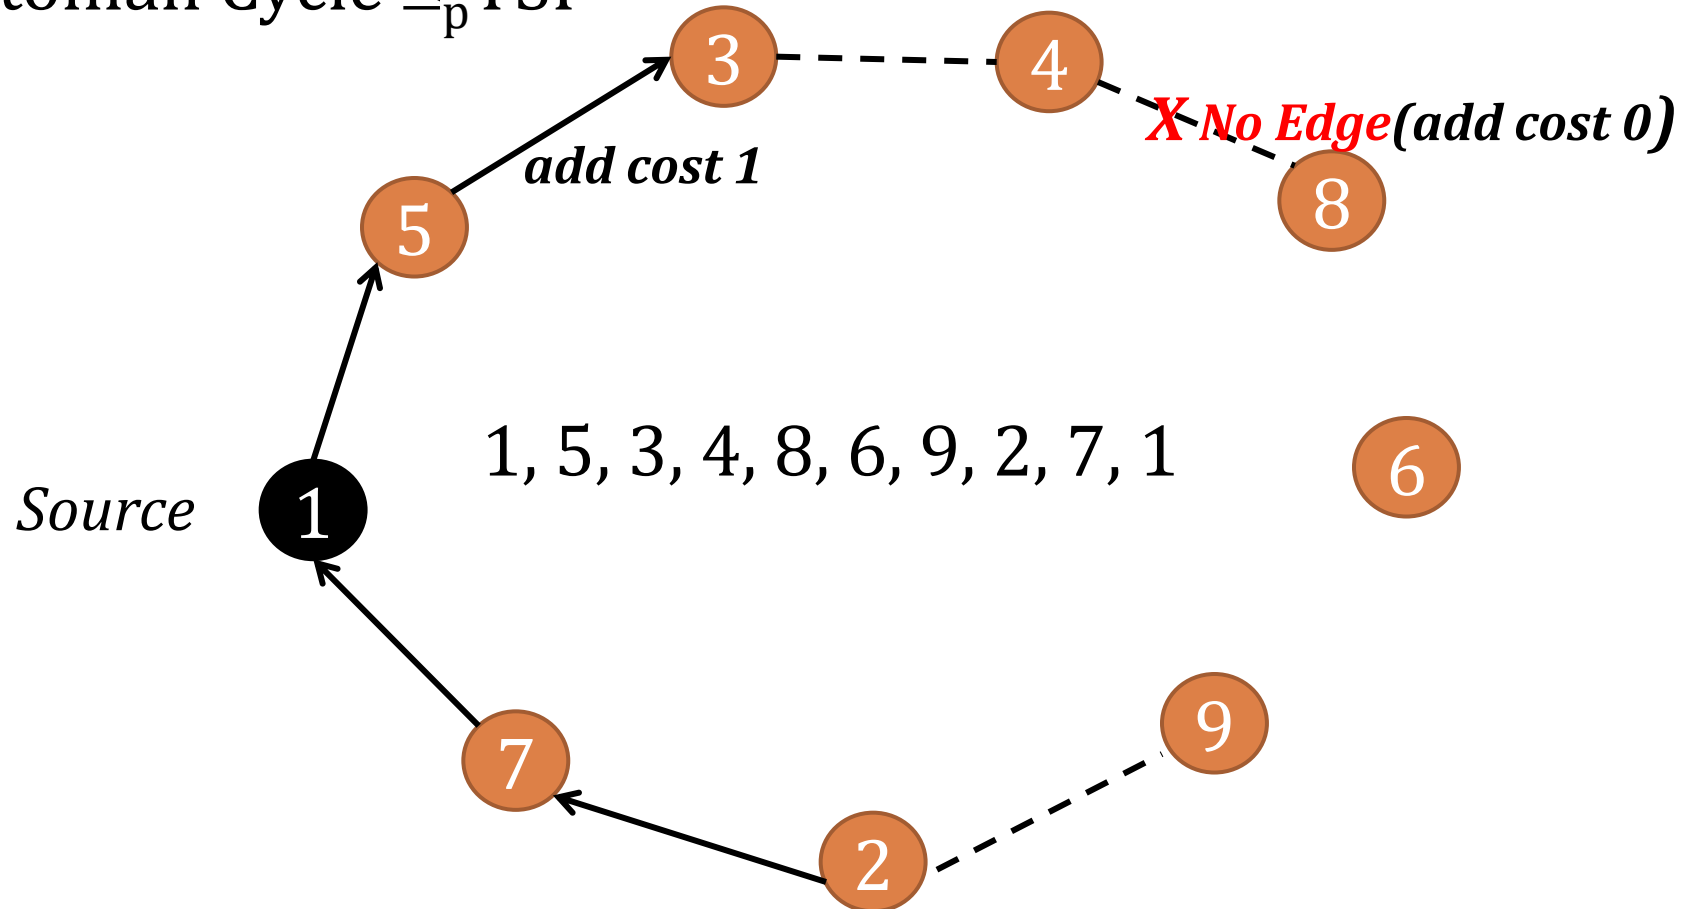 Cycle
3
4
X No Edge(add cost 0)
add cost 1
8
5
1, 5, 3, 4, 8, 6, 9, 2, 7, 1
6
Source
1
9
7
2